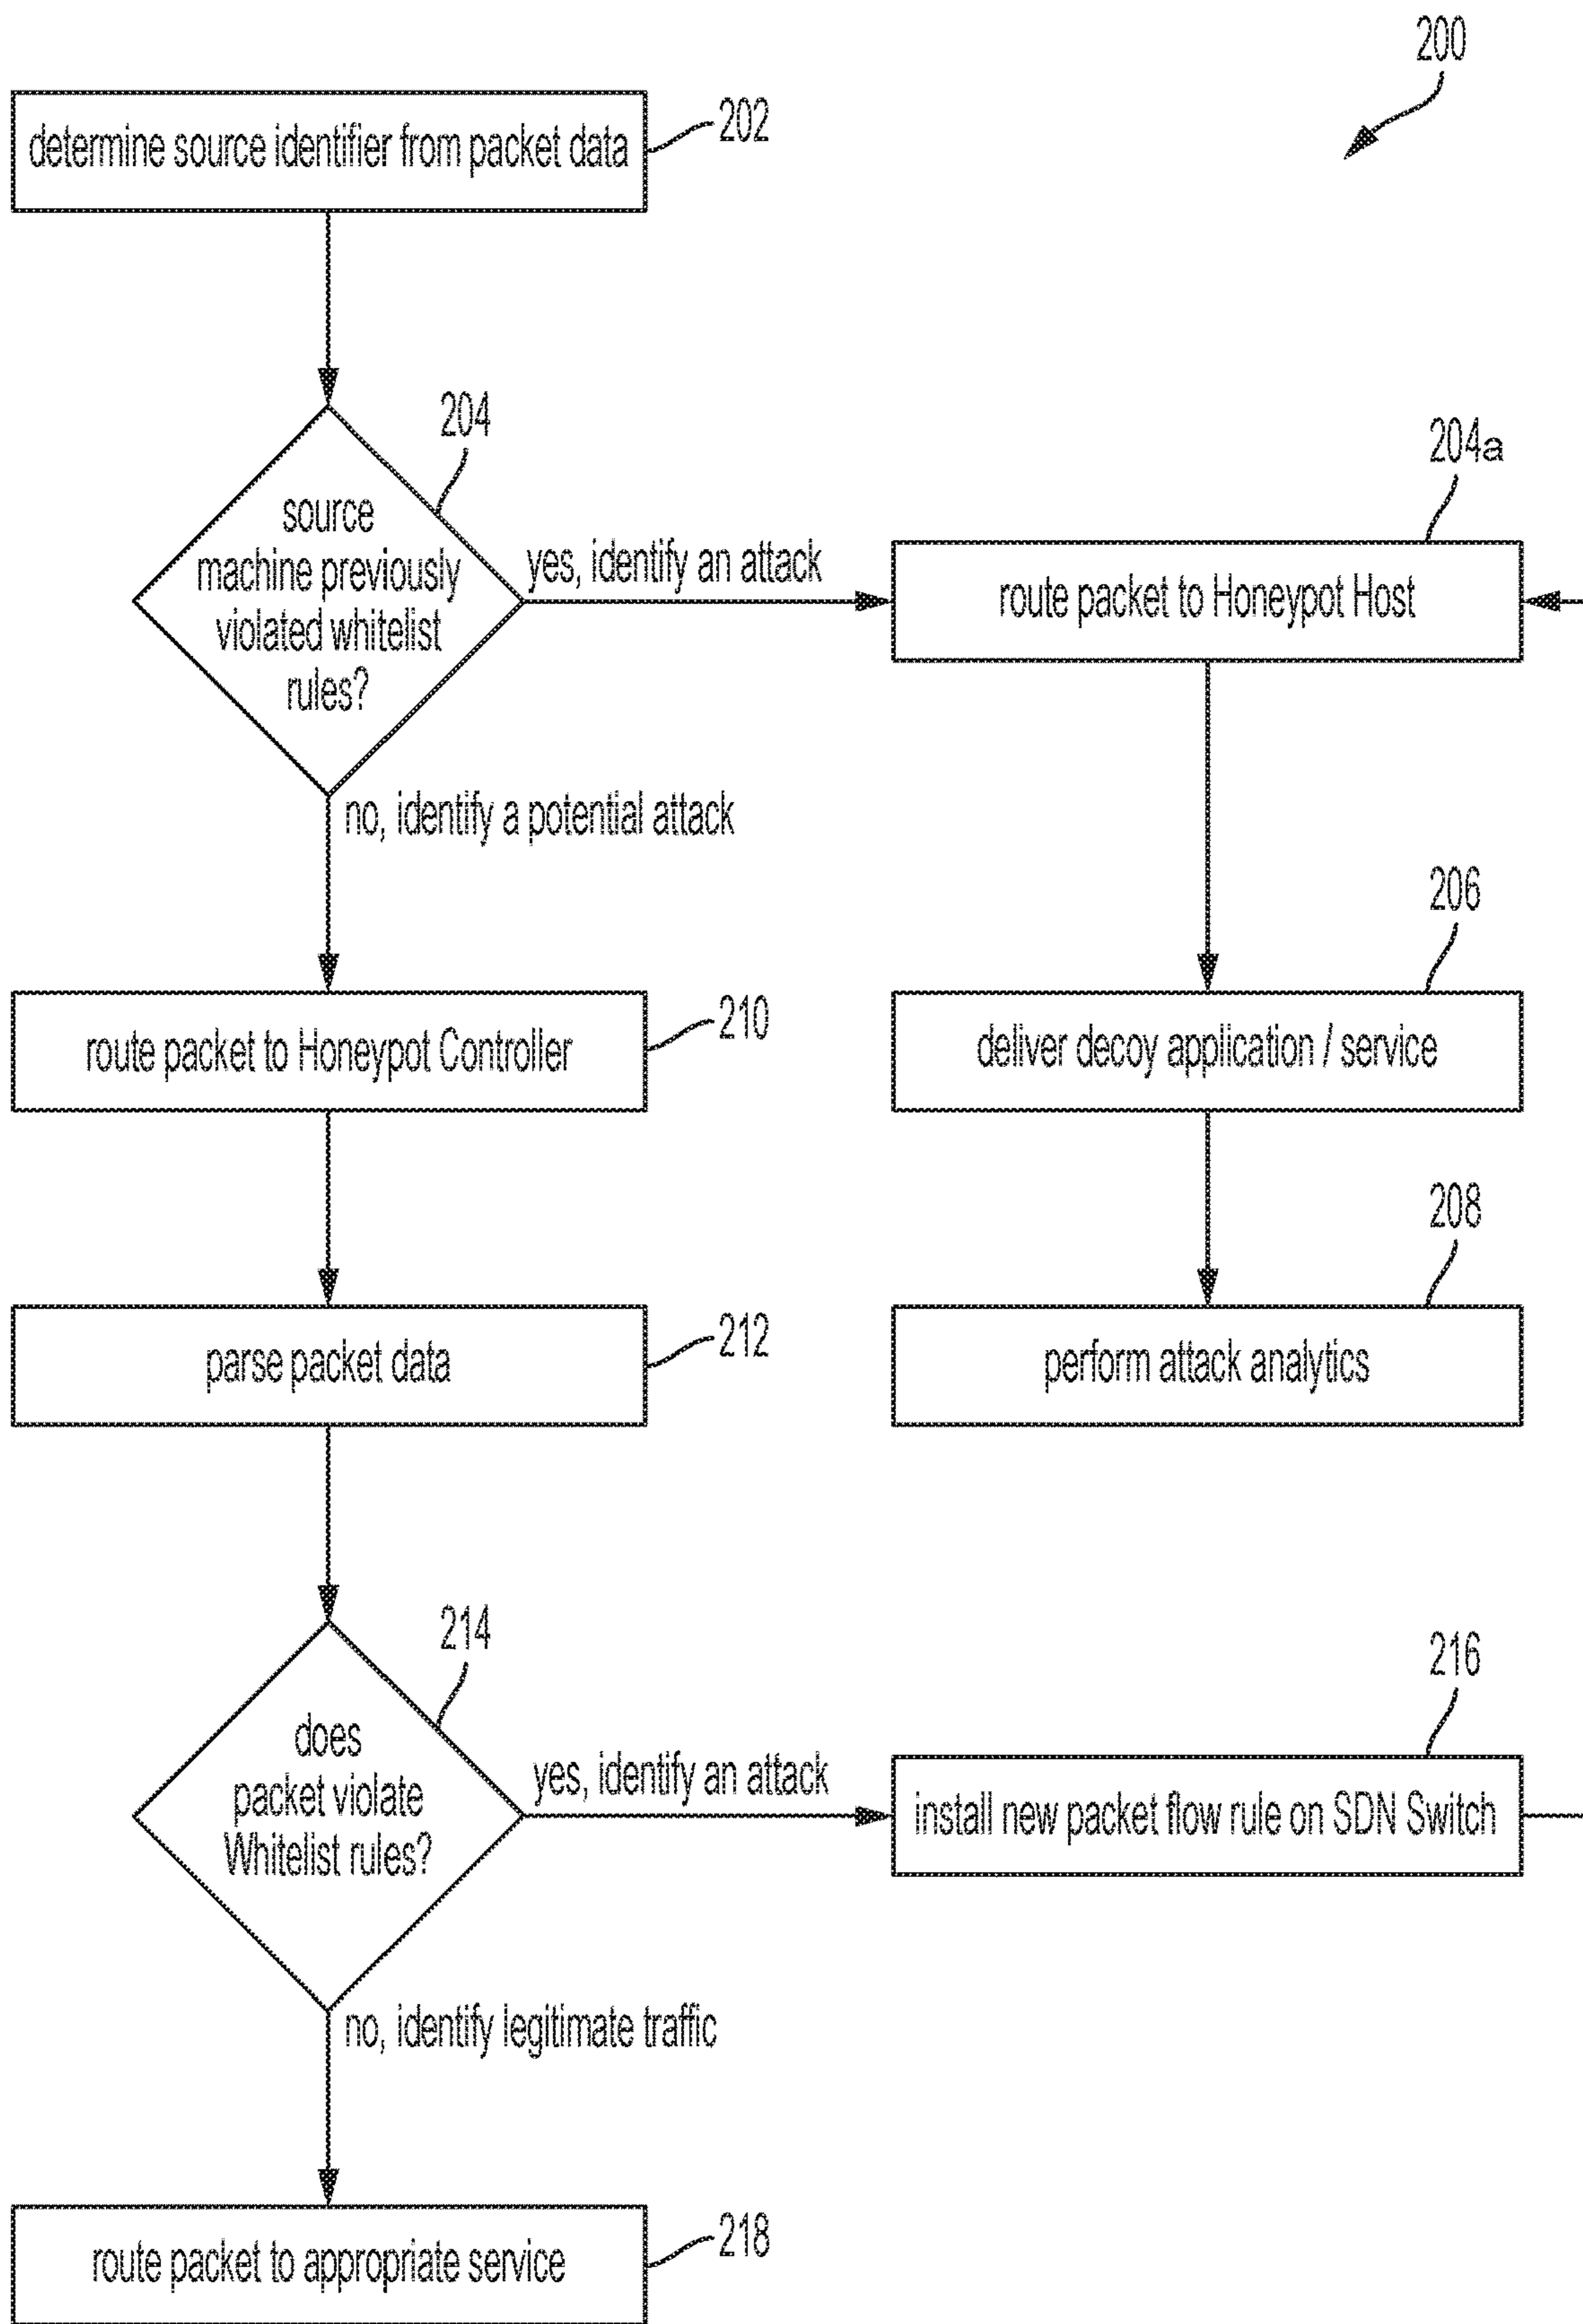 200
determine source identifier from packet data
202
204
source
machine previously
violated whitelist
rules?
yes, identify an attack
204a
route packet to Honeypot Host
no, identify a potential attack
206
route packet to Honeypot Controller
210
deliver decoy application / service
208
parse packet data
212
perform attack analytics
214
does
packet violate
Whitelist rules?
yes, identify an attack
216
install new packet flow rule on SDN Switch
no, identify legitimate traffic
route packet to appropriate service
218